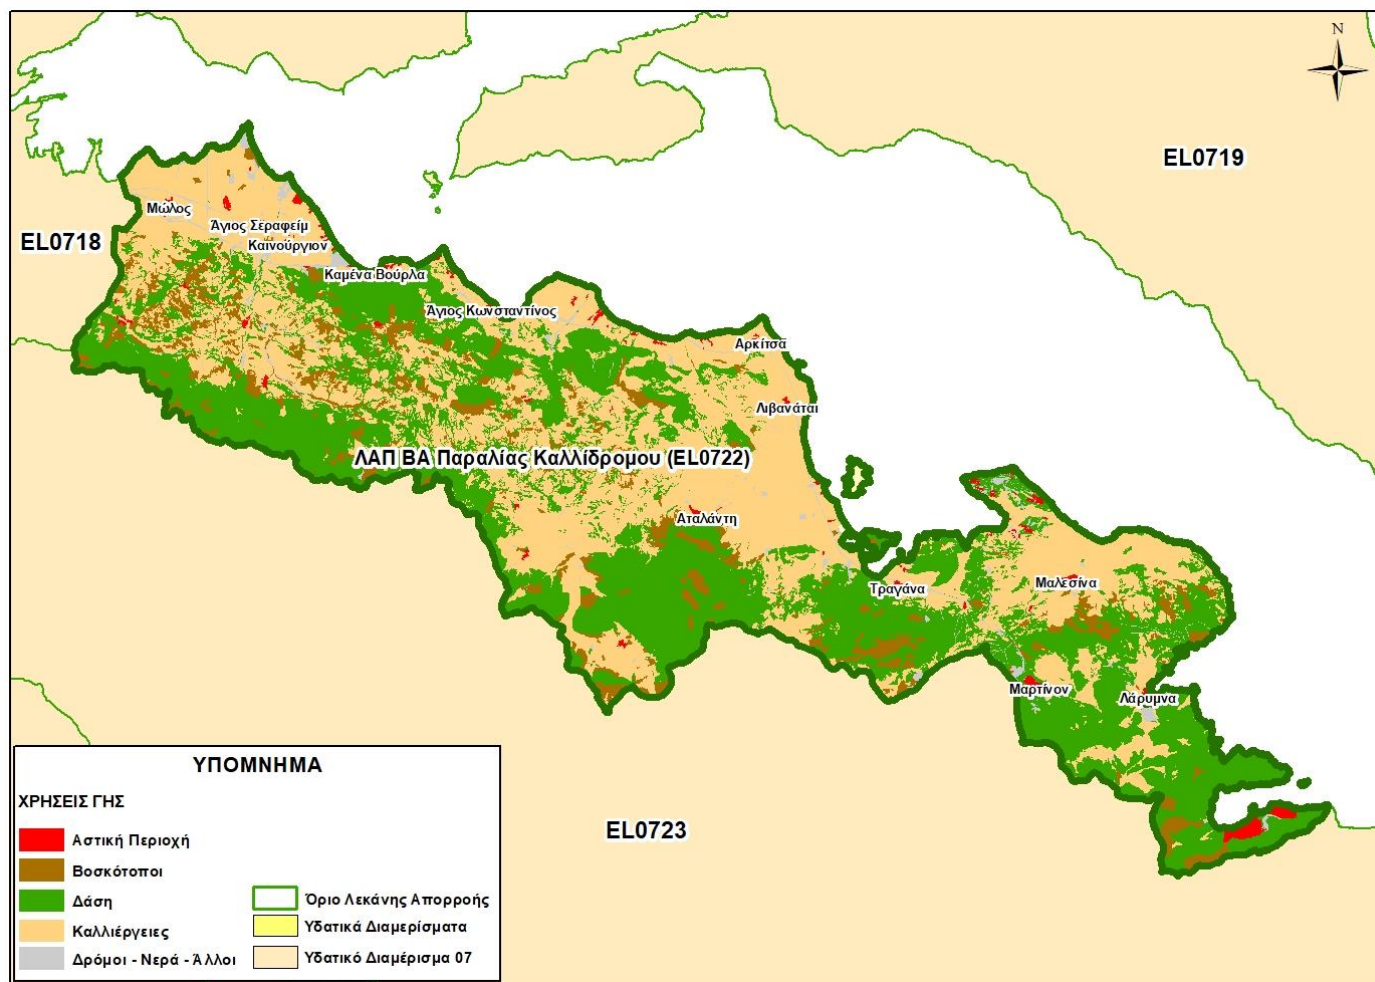 N
EL0719
Μώλος
Άγιος Σεραφείμ
EL0718
Καινούργιον
Καμένα Βούρλα
Άγιος Κωνσταντίνος
Αρκίτσα
Λιβανάται
ΛΑΠ ΒΑ Παραλίας Καλλίδρομου (EL0722)
Αταλάντη
Τραγάνα
Μαλεσίνα
Μαρτίνον
Λάρυμνα
EL0723
ΥΠΟΜΝΗΜΑ
ΧΡΗΣΕΙΣ ΓΗΣ
Αστική Περιοχή
Βοσκότοποι
Δάση
Καλλιέργειες
Δρόμοι - Νερά - Άλλοι
Όριο Λεκάνης Απορροής
Υδατικά Διαμερίσματα
Υδατικό Διαμέρισμα 07